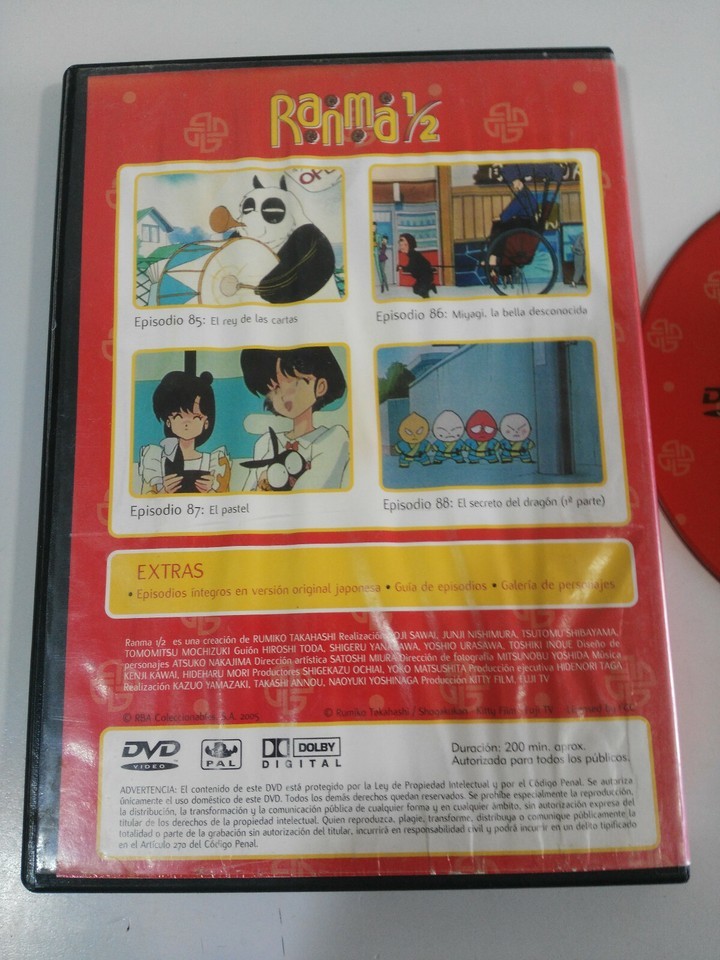 Ranma 1/2
Episodio 85: El rey de las cartas
Episodio 86: Miyagi, la bella desconocida
Episodio 87: El pastel
Episodio 88: El secreto del dragón (1ª parte)
EXTRAS
• Episodios íntegros en versión original japonesa • Guía de episodios • Galería de personajes
Ranma 1/2 es una creación de RUMIKO TAKAHASHI Realización KOJI SAWAI, JUNJI NISHIMURA, TSUTOMU SHIBAYAMA,
TOMOMITSU MOCHIZUKI Guión HIROSHI TODA, SHIGERU YANAGAWA, YOSHIO URASAWA, TOSHIKI INOUE Diseño de
personajes ATSUKO NAKAJIMA Dirección artística SATOSHI MIURA Dirección de fotografía MITSUNOBU YOSHIDA Música
KENJI KAWAI, HIDEHARU MORI Productores SHIGEKAZU OCHIAI, YOKO MATSUSHITA Producción ejecutiva HIDENORI TAGA
Realización KAZUO YAMAZAKI, TAKASHI ANNOU, NAOYUKI YOSHINAGA Producción KITTY FILM, FUJI TV
© RBA Coleccionables, S.A. 2005
© Rumiko Takahashi / Shogakukan - Kitty Film - Fuji TV Licensed by
DVD VIDEO
PAL
DOLBY DIGITAL
Duración: 200 min. aprox.
Autorizada para todos los públicos.
ADVERTENCIA: El contenido de este DVD está protegido por la Ley de Propiedad Intelectual y por el Código Penal. Se autoriza
únicamente el uso doméstico de este DVD. Todos los demás derechos quedan reservados. Se prohíbe especialmente la reproducción,
la distribución, la transformación y la comunicación pública de cualquier forma y en cualquier ámbito, sin autorización expresa del
titular de los derechos de la propiedad intelectual. Quien reproduzca, plagie, transforme, distribuya o comunique públicamente la
totalidad o parte de la grabación sin autorización del titular, incurrirá en responsabilidad civil y podrá incurrir en un delito tipificado
en el Artículo 270 del Código Penal.